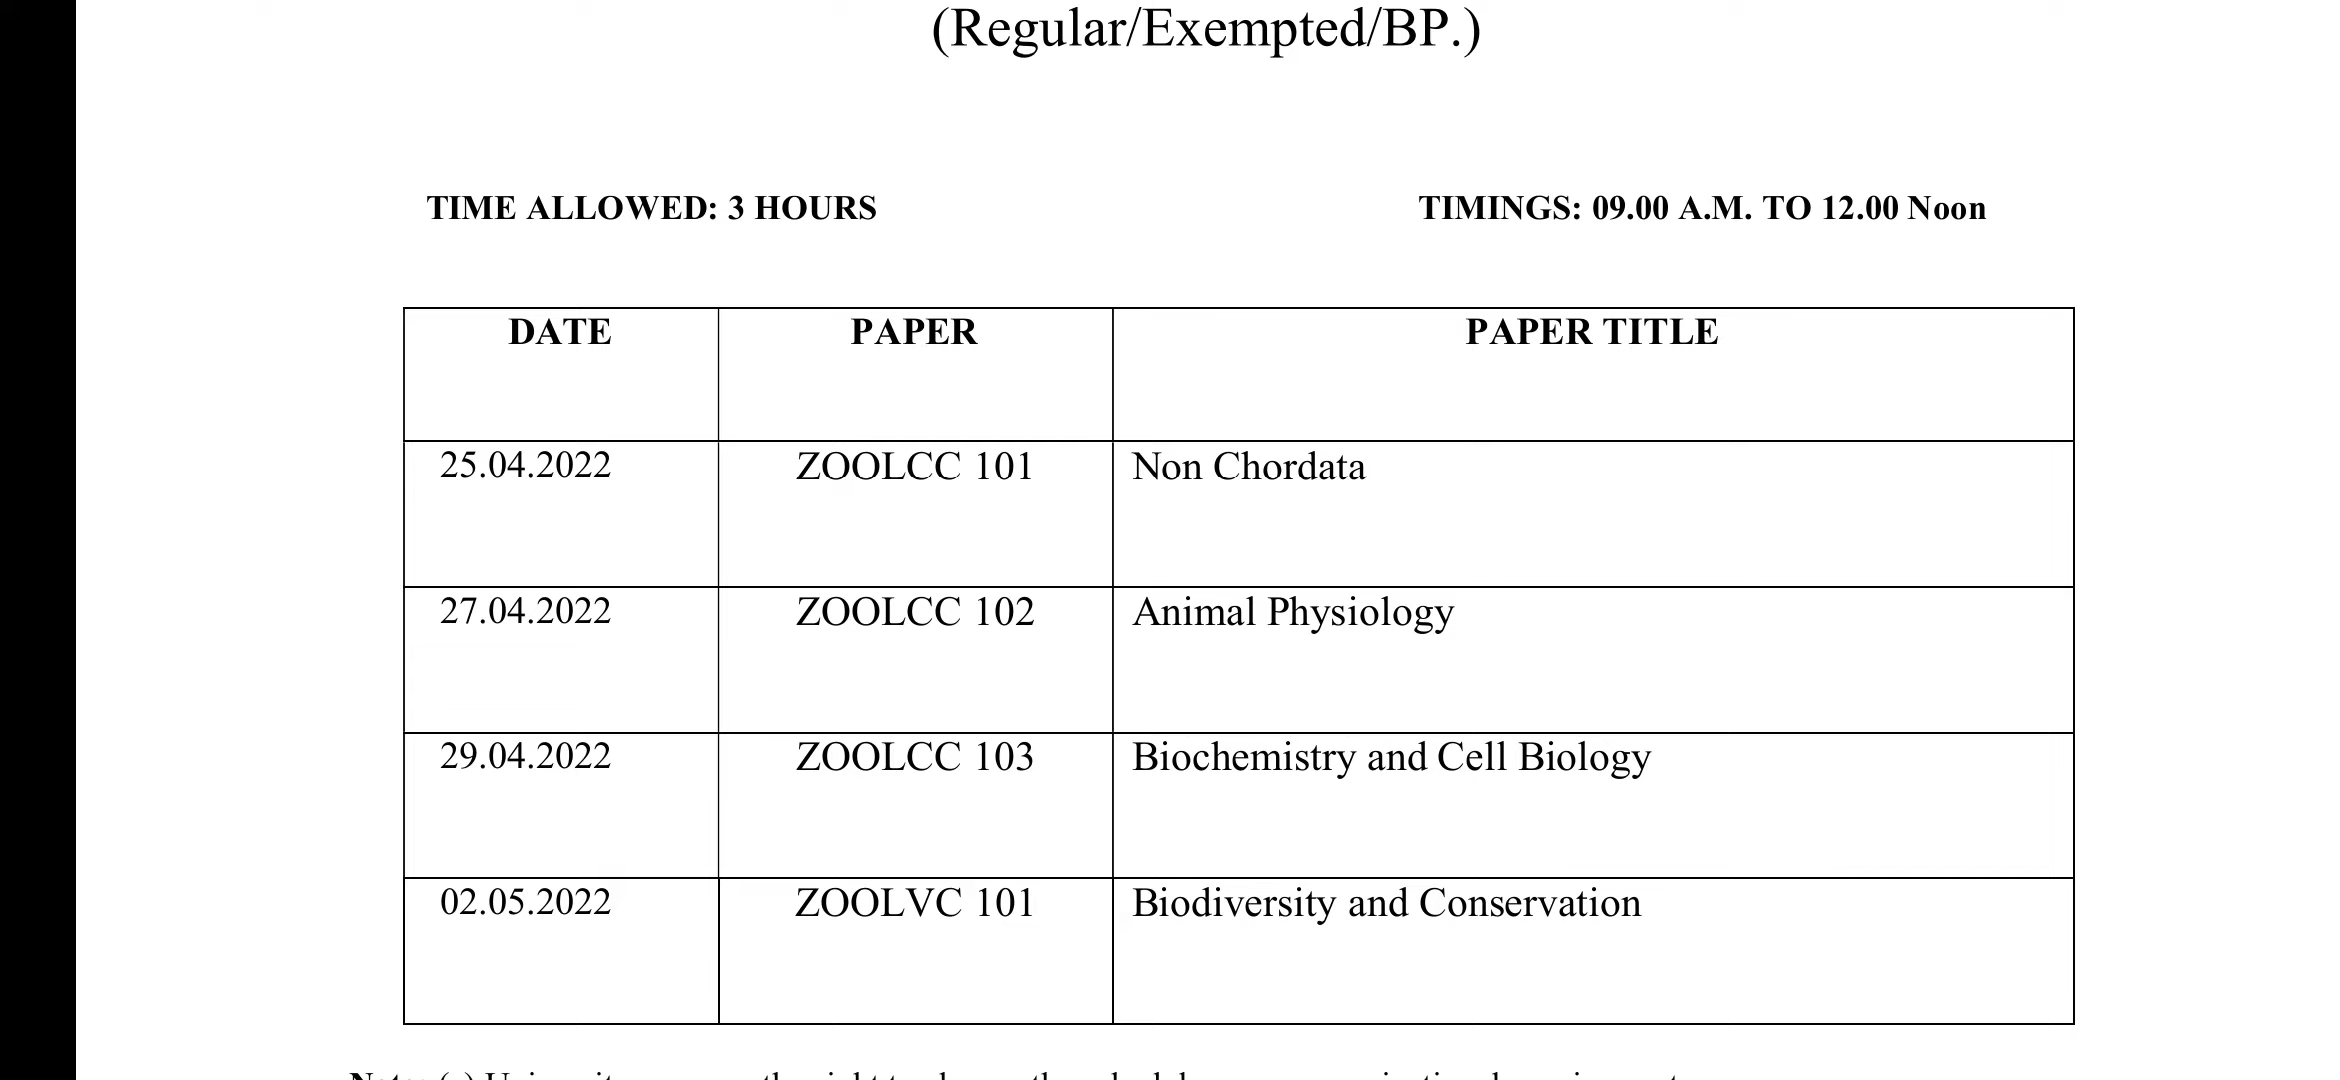 (Regular/Exempted/BP.)
TIME ALLOWED: 3 HOURS TIMINGS: 09.00 A.M. TO 12.00 Noon
DATE PAPER PAPER TITLE
25.04.2022 ZOOLCC 101 Non Chordata
27.04.2022 ZOOLCC 102 Animal Physiology
29.04.2022 ZOOLCC 103 Biochemistry and Cell Biology
02.05.2022 ZOOLVC 101 Biodiversity and Conservation